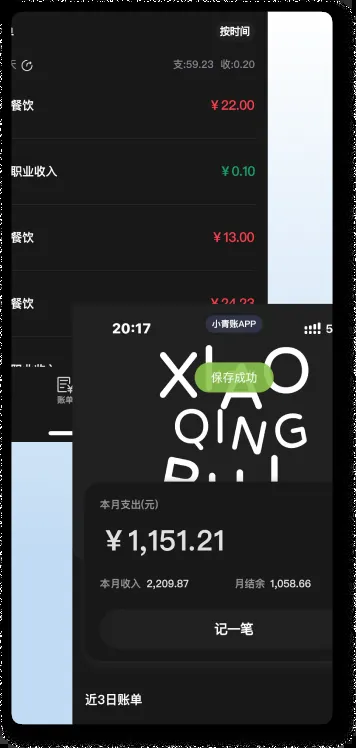 按时间
支:59.23 收:0.20
餐饮 ￥22.00
职业收入 ￥0.10
餐饮 ￥13.00
餐饮 ￥24.23
账单
20:17
小青账APP
XIAO
保存成功
QING
本月支出(元)
￥1,151.21
本月收入 2,209.87 月结余 1,058.66
记一笔
近3日账单